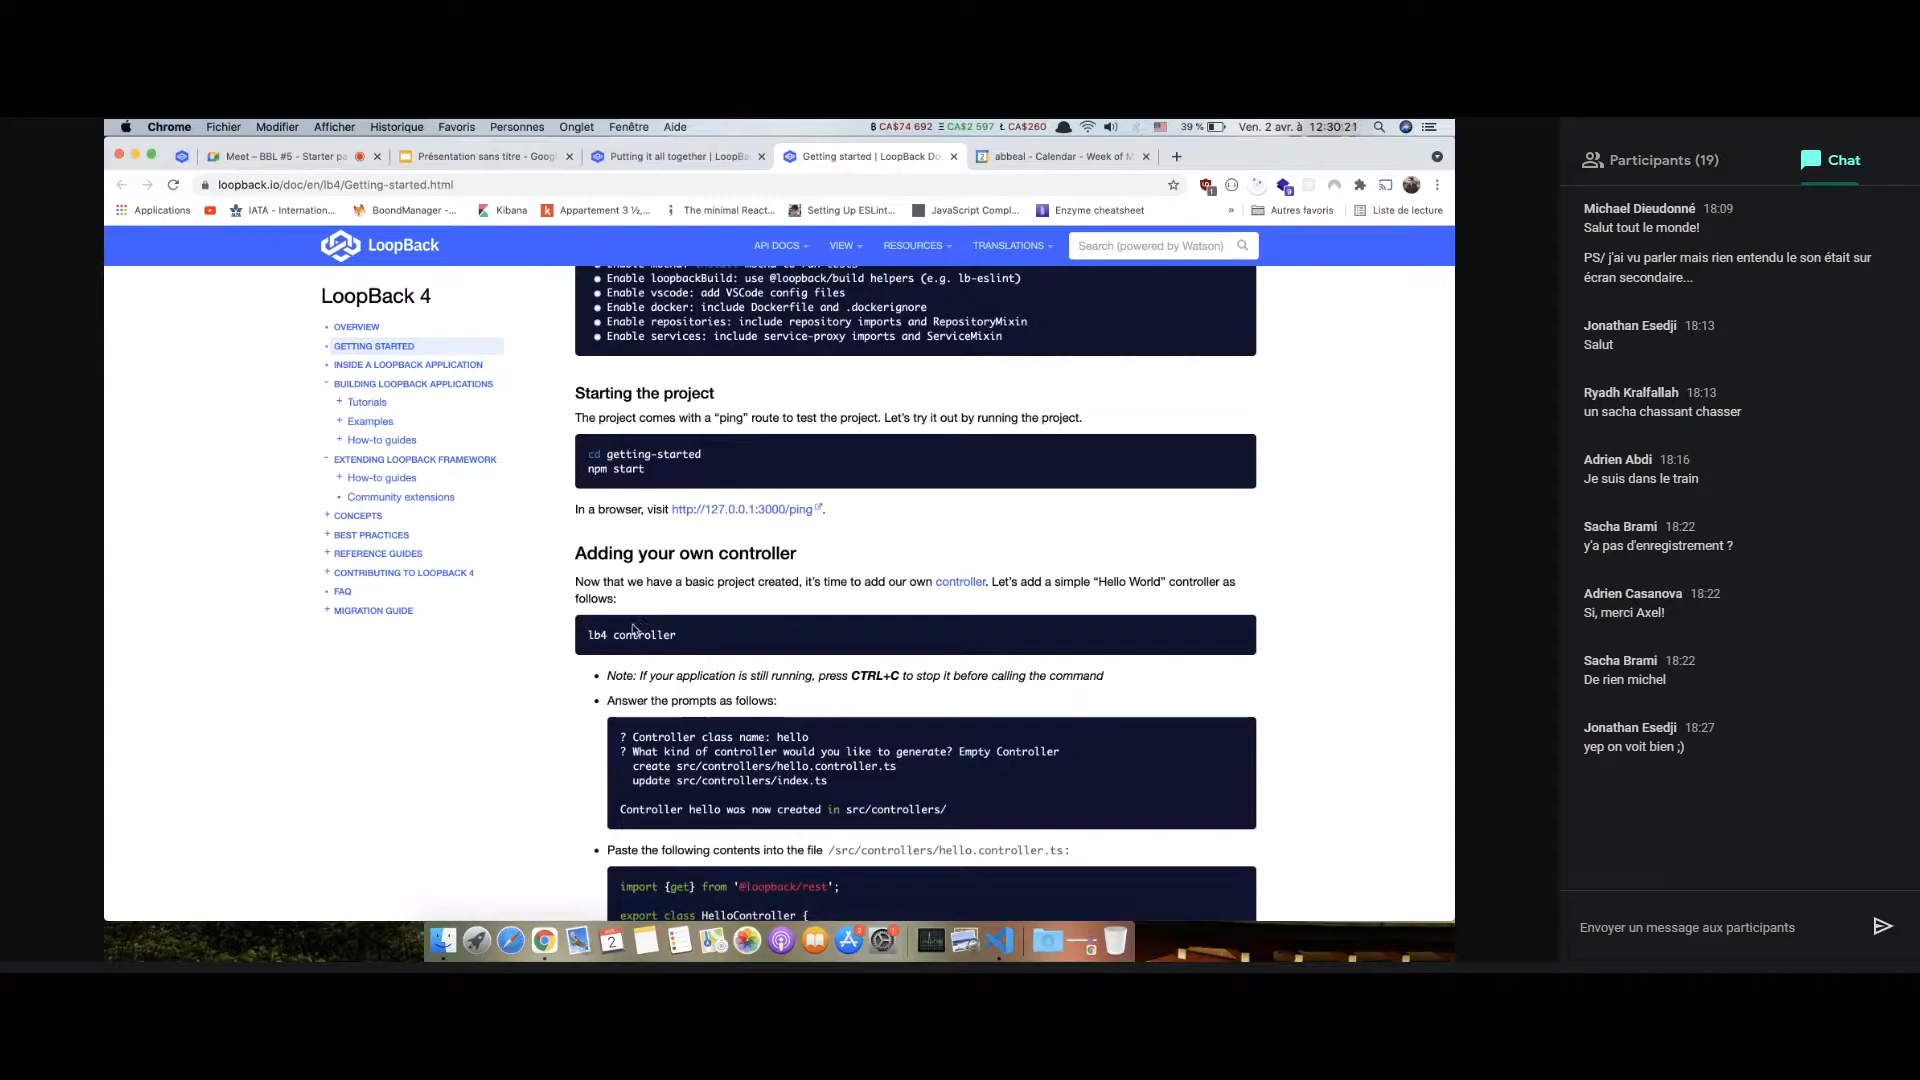 Chrome Fichier Modifier Afficher Historique Favoris Personnes Onglet Fenêtre Aide
CA$74 692 CA$2 597 Ł CA$260 39 % Ven. 2 avr. à 12:30:21
Meet – BBL #5 - Starter pa
Présentation sans titre - Goog
Putting it all together | LoopBa
Getting started | LoopBack Do
abbeal - Calendar - Week of M
loopback.io/doc/en/lb4/Getting-started.html
Applications
IATA - Internation...
BoondManager -...
Kibana
Appartement 3 ½,...
The minimal React...
Setting Up ESLint...
JavaScript Compl...
Enzyme cheatsheet
» Autres favoris
Liste de lecture
LoopBack
API DOCS VIEW RESOURCES TRANSLATIONS
Search (powered by Watson)
LoopBack 4
OVERVIEW
GETTING STARTED
INSIDE A LOOPBACK APPLICATION
- BUILDING LOOPBACK APPLICATIONS
+ Tutorials
+ Examples
+ How-to guides
- EXTENDING LOOPBACK FRAMEWORK
+ How-to guides
• Community extensions
+ CONCEPTS
+ BEST PRACTICES
+ REFERENCE GUIDES
+ CONTRIBUTING TO LOOPBACK 4
• FAQ
+ MIGRATION GUIDE
Enable loopbackBuild: use @loopback/build helpers (e.g. lb-eslint)
Enable vscode: add VSCode config files
Enable docker: include Dockerfile and .dockerignore
Enable repositories: include repository imports and RepositoryMixin
Enable services: include service-proxy imports and ServiceMixin
Starting the project
The project comes with a “ping” route to test the project. Let’s try it out by running the project.
cd getting-started
npm start
In a browser, visit http://127.0.0.1:3000/ping.
Adding your own controller
Now that we have a basic project created, it’s time to add our own controller. Let’s add a simple “Hello World” controller as
follows:
lb4 controller
• Note: If your application is still running, press CTRL+C to stop it before calling the command
• Answer the prompts as follows:
? Controller class name: hello
? What kind of controller would you like to generate? Empty Controller
create src/controllers/hello.controller.ts
update src/controllers/index.ts
Controller hello was now created in src/controllers/
• Paste the following contents into the file /src/controllers/hello.controller.ts:
import {get} from '@loopback/rest';
export class HelloController {
Participants (19)
Chat
Michael Dieudonné 18:09
Salut tout le monde!
PS/ j'ai vu parler mais rien entendu le son était sur
écran secondaire...
Jonathan Esedji 18:13
Salut
Ryadh Kralfallah 18:13
un sacha chassant chasser
Adrien Abdi 18:16
Je suis dans le train
Sacha Brami 18:22
y'a pas d'enregistrement ?
Adrien Casanova 18:22
Si, merci Axel!
Sacha Brami 18:22
De rien michel
Jonathan Esedji 18:27
yep on voit bien ;)
Envoyer un message aux participants